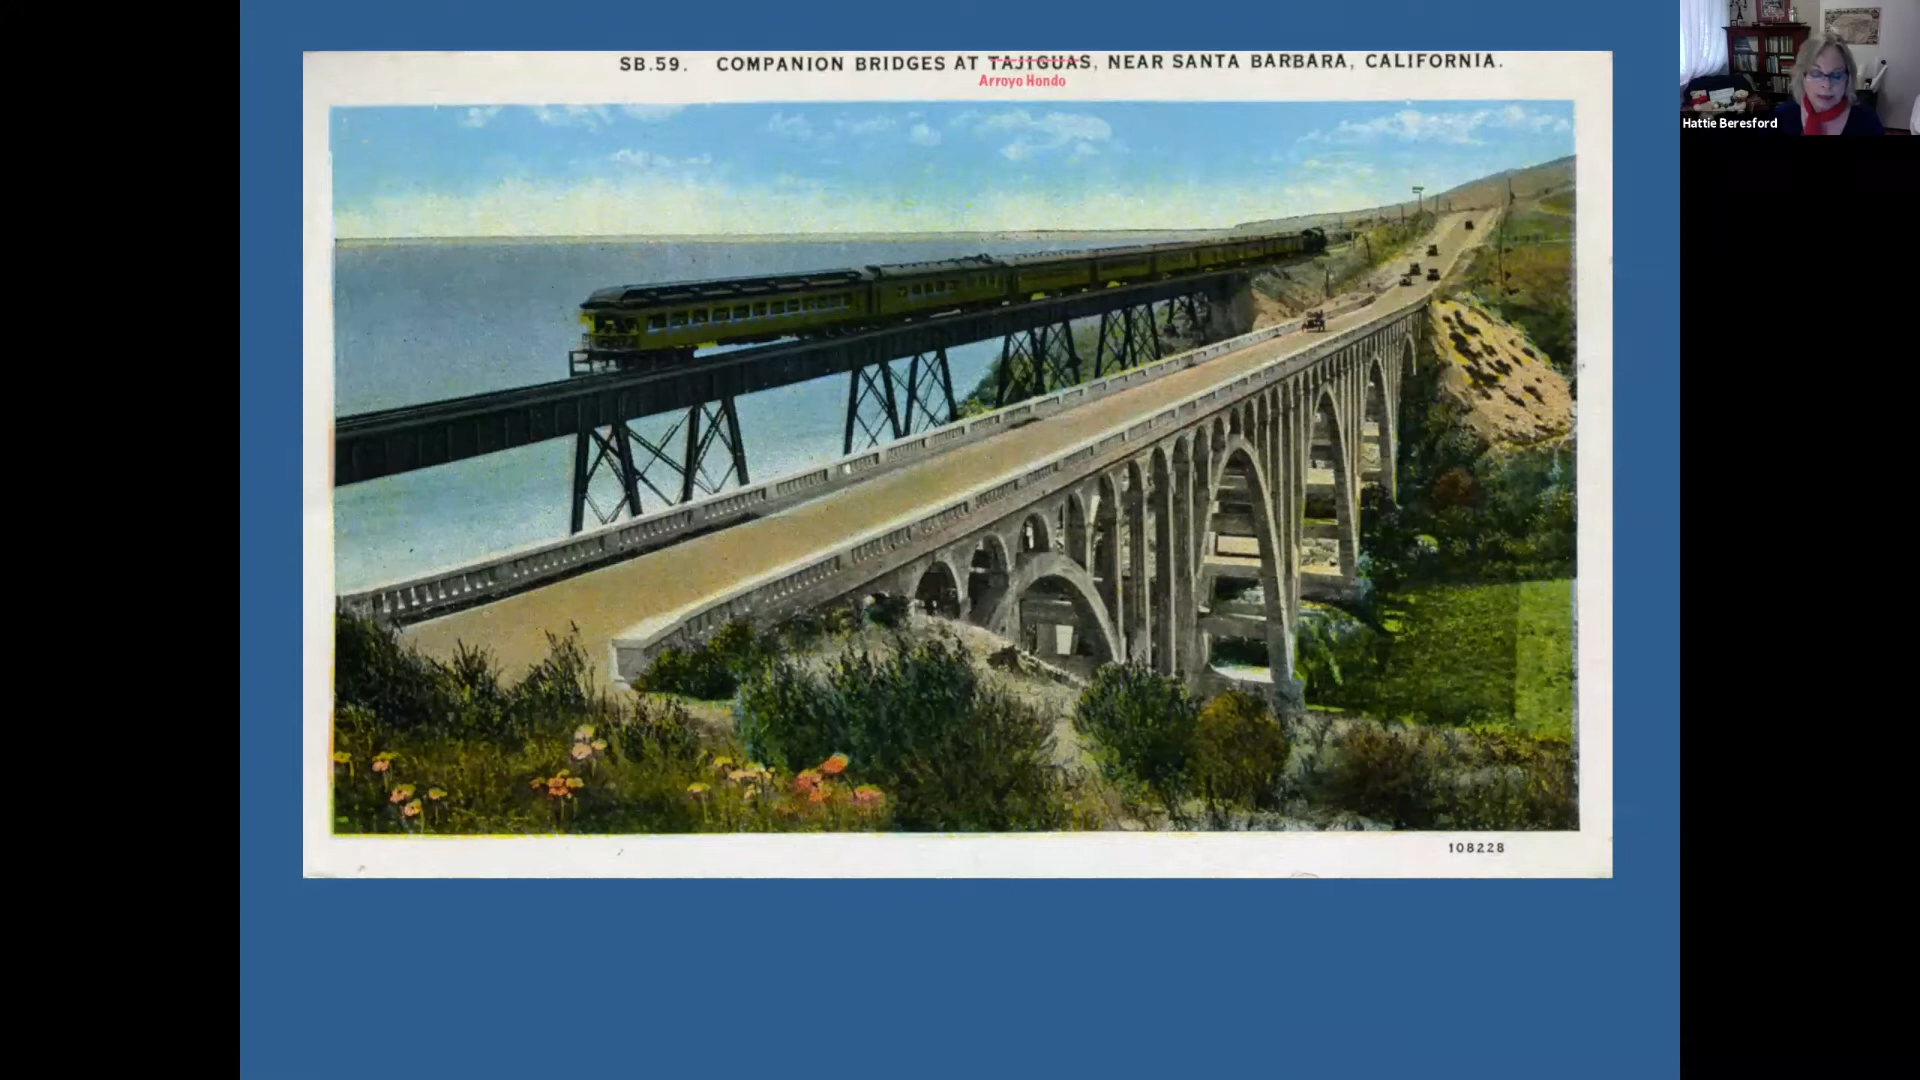 SB.59. COMPANION BRIDGES AT TAJIGUAS, NEAR SANTA BARBARA, CALIFORNIA.
Arroyo Hondo
Hattie Beresford
108228